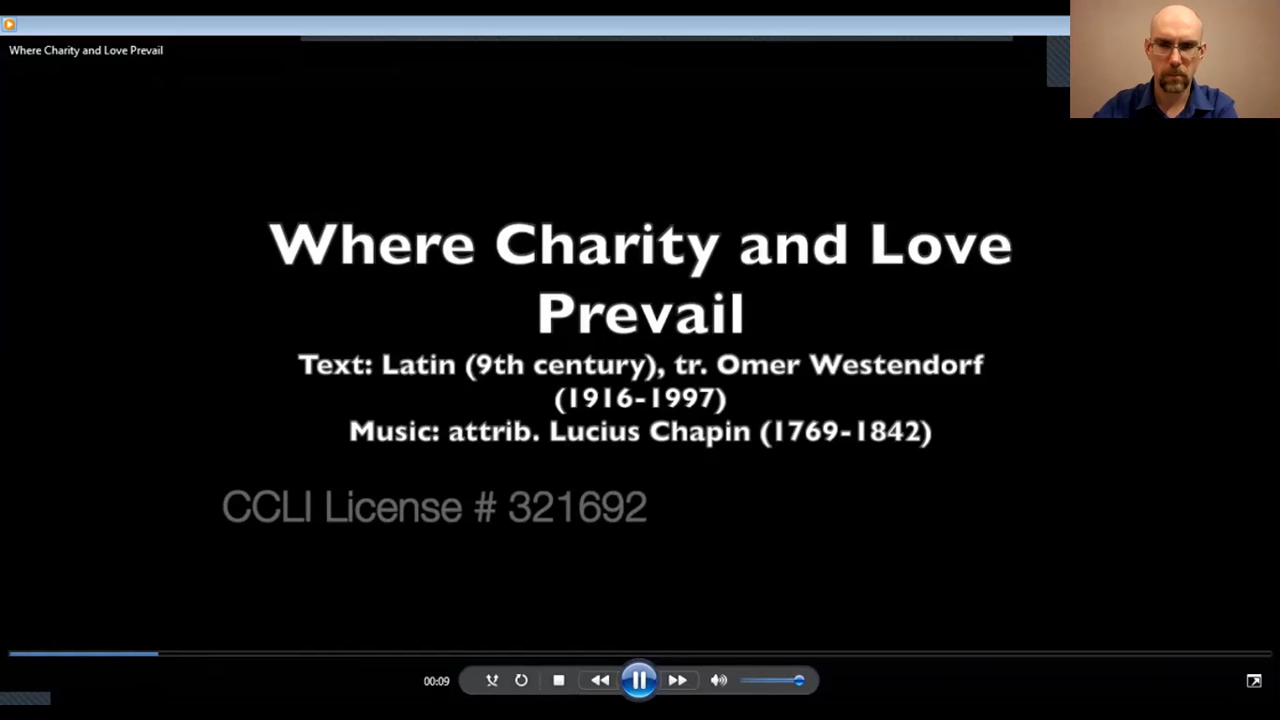 Where Charity and Love Prevail
Where Charity and Love
Prevail
Text: Latin (9th century), tr. Omer Westendorf
(1916-1997)
Music: attrib. Lucius Chapin (1769-1842)
CCLI License # 321692
00:09